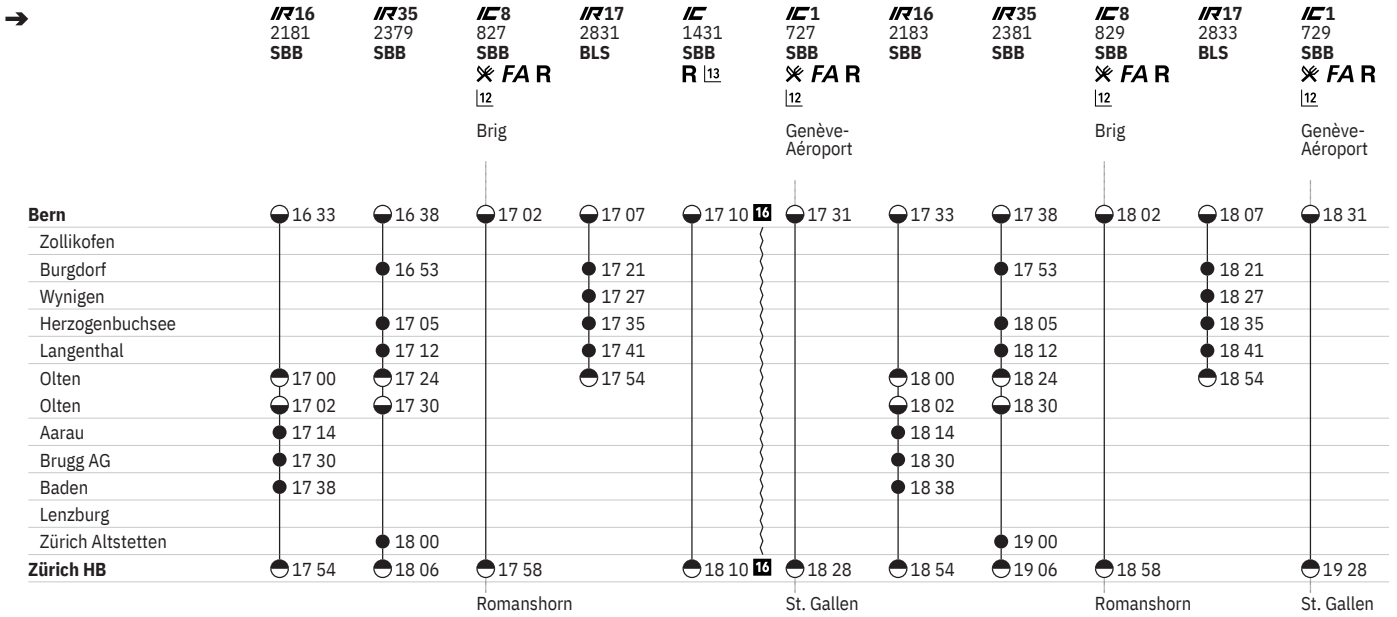 ➔ IR16 IR35 IC8 IR17 IC IC1 IR16 IR35 IC8 IR17 IC1
2181 2379 827 2831 1431 727 2183 2381 829 2833 729
SBB SBB SBB BLS SBB SBB SBB SBB SBB BLS SBB
FA R R 13 FA R FA R FA R
12 12 12 12
Brig Genève- Brig Genève-
Aéroport Aéroport
Bern 16 33 16 38 17 02 17 07 17 10 16 17 31 17 33 17 38 18 02 18 07 18 31
Zollikofen
Burgdorf 16 53 17 21 17 53 18 21
Wynigen 17 27 18 27
Herzogenbuchsee 17 05 17 35 18 05 18 35
Langenthal 17 12 17 41 18 12 18 41
Olten 17 00 17 24 17 54 18 00 18 24 18 54
Olten 17 02 17 30 18 02 18 30
Aarau 17 14 18 14
Brugg AG 17 30 18 30
Baden 17 38 18 38
Lenzburg
Zürich Altstetten 18 00 19 00
Zürich HB 17 54 18 06 17 58 18 10 16 18 28 18 54 19 06 18 58 19 28
Romanshorn St. Gallen Romanshorn St. Gallen